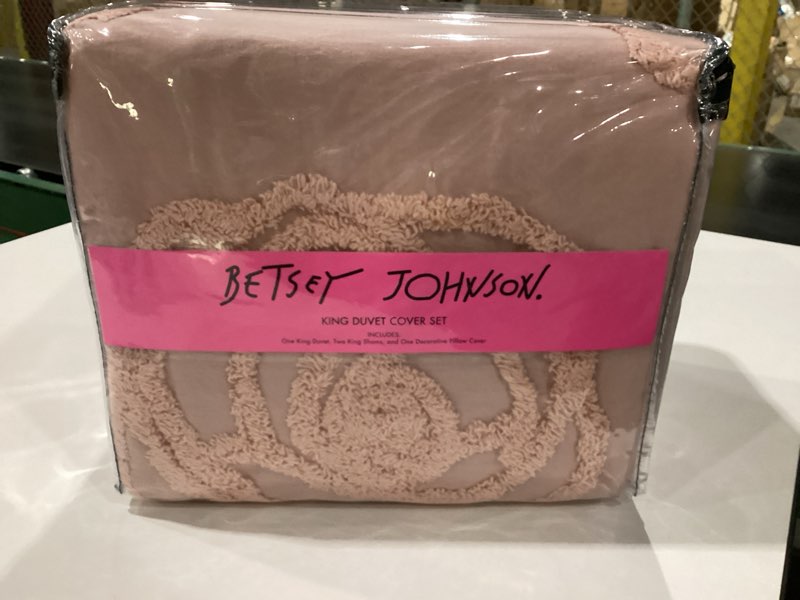 BETSEY JOHNSON.
KING DUVET COVER SET
INCLUDES:
One King Duvet, Two King Shams, and One Decorative Pillow Cover